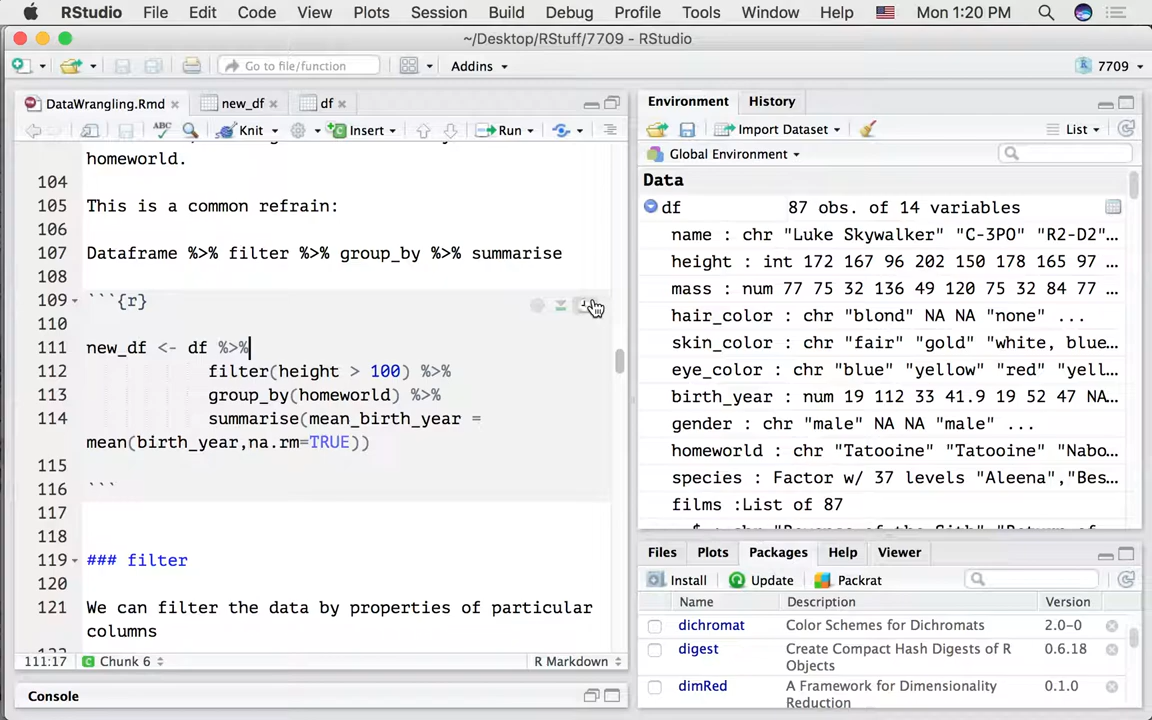 RStudio File Edit Code View Plots Session Build Debug Profile Tools Window Help Mon 1:20 PM
~/Desktop/RStuff/7709 - RStudio
Go to file/function Addins 7709
DataWrangling.Rmd new_df df
ABC Knit Insert Run
homeworld.
104
105 This is a common refrain:
106
107 Dataframe %>% filter %>% group_by %>% summarise
108
109 ```{r}
110
111 new_df <- df %>%
112 filter(height > 100) %>%
113 group_by(homeworld) %>%
114 summarise(mean_birth_year =
mean(birth_year,na.rm=TRUE))
115
116 ```
117
118
119 ### filter
120
121 We can filter the data by properties of particular
columns
111:17 Chunk 6 R Markdown
Console
Environment History
Import Dataset List
Global Environment
Data
df 87 obs. of 14 variables
name : chr "Luke Skywalker" "C-3PO" "R2-D2"…
height : int 172 167 96 202 150 178 165 97 ...
mass : num 77 75 32 136 49 120 75 32 84 77 …
hair_color : chr "blond" NA NA "none" ...
skin_color : chr "fair" "gold" "white, blue…
eye_color : chr "blue" "yellow" "red" "yell…
birth_year : num 19 112 33 41.9 19 52 47 NA…
gender : chr "male" NA NA "male" ...
homeworld : chr "Tatooine" "Tatooine" "Nabo…
species : Factor w/ 37 levels "Aleena","Bes…
films :List of 87
Files Plots Packages Help Viewer
Install Update Packrat
Name Description Version
dichromat Color Schemes for Dichromats 2.0-0
digest Create Compact Hash Digests of R Objects 0.6.18
dimRed A Framework for Dimensionality Reduction 0.1.0